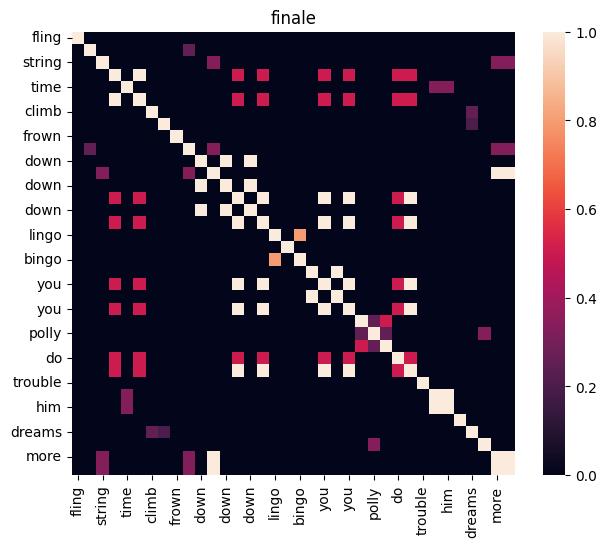 finale
fling
string
time
climb
frown
down
down
down
lingo
bingo
you
you
polly
do
trouble
him
dreams
more
1.0
0.8
0.6
0.4
0.2
0.0
fling
string
time
climb
frown
down
down
down
lingo
bingo
you
you
polly
do
trouble
him
dreams
more